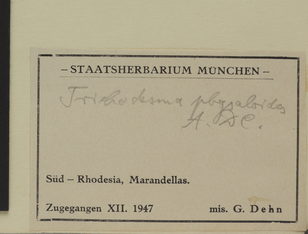 – STAATSHERBARIUM MÜNCHEN –
Trichodesma physaloides
A. DC.
Süd – Rhodesia, Marandellas.
Zugegangen XII. 1947 mis. G. Dehn